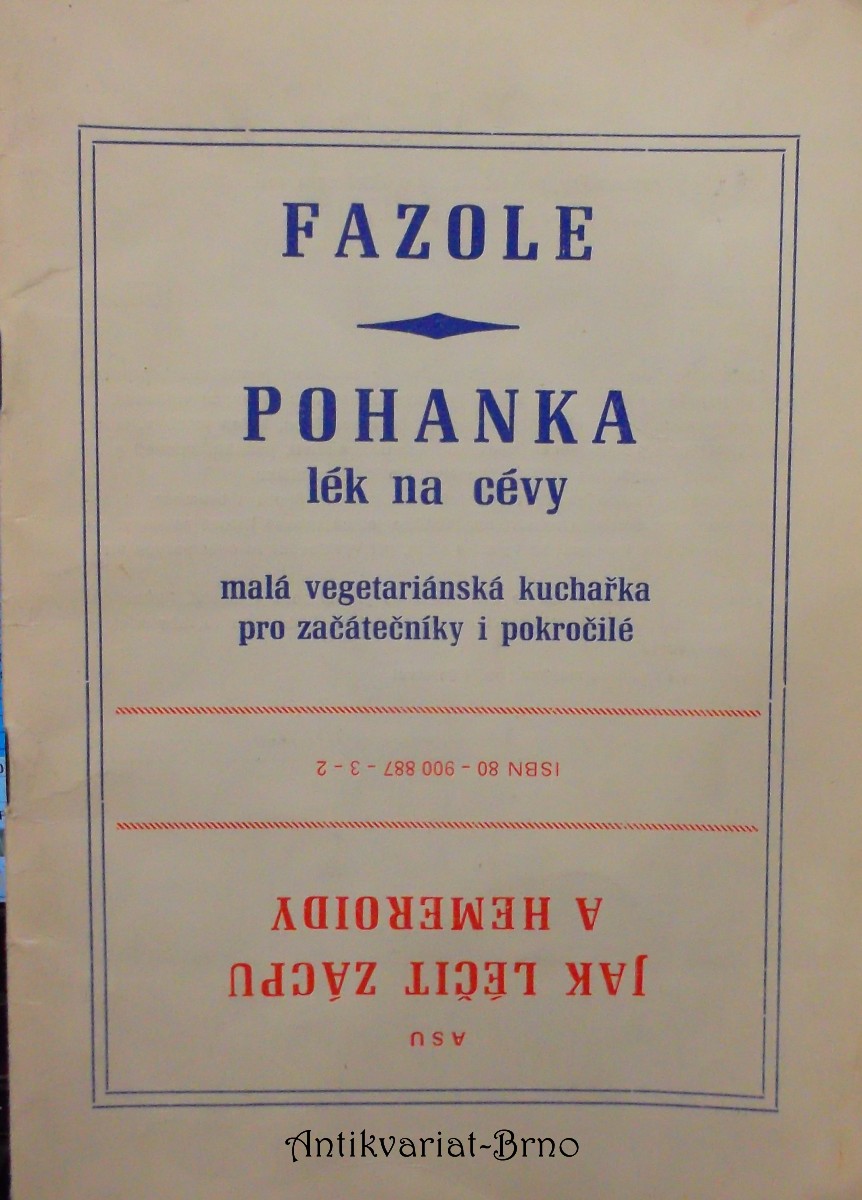 FAZOLE
POHANKA
lék na cévy
malá vegetariánská kuchařka
pro začátečníky i pokročilé
ISBN 80 - 900 887 - 3 - 2
ASU
JAK LÉČIT ZÁCPU
A HEMEROIDY
Antikvariat-Brno